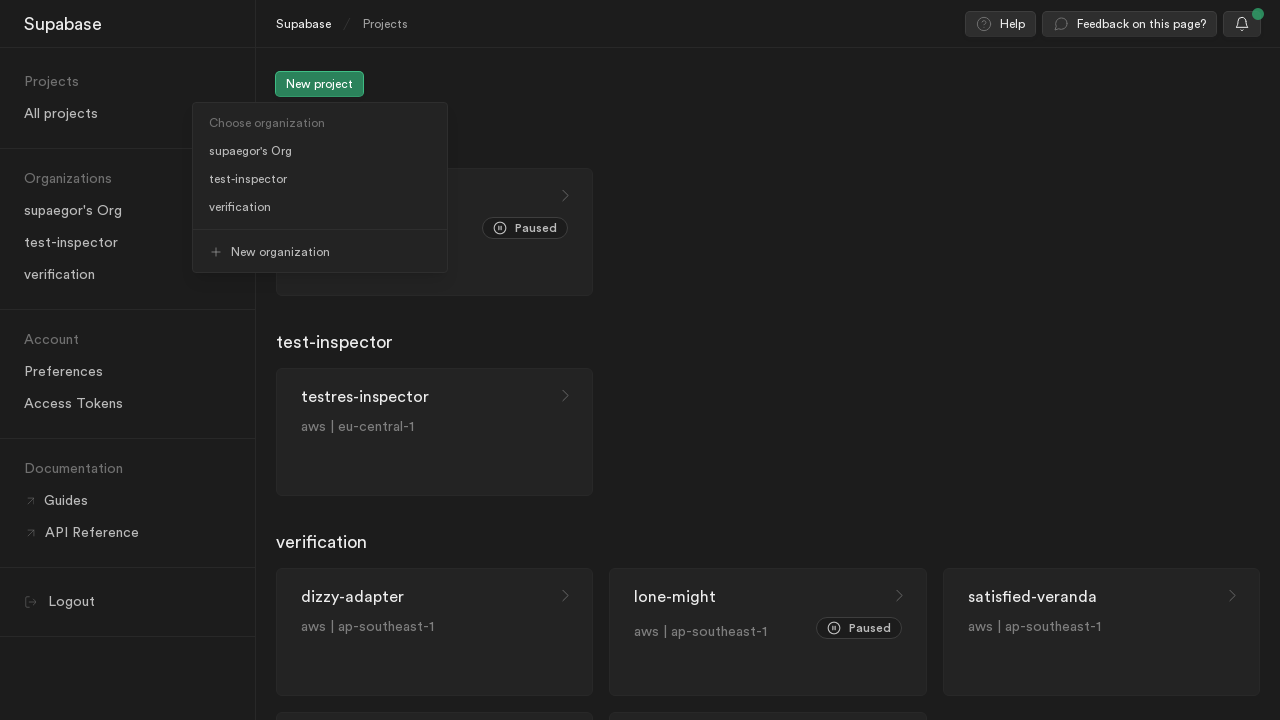 Supabase
Projects
All projects
Organizations
supaegor's Org
test-inspector
verification
Account
Preferences
Access Tokens
Documentation
Guides
API Reference
Logout
Supabase / Projects
Help
Feedback on this page?
New project
Choose organization
supaegor's Org
test-inspector
verification
New organization
Paused
test-inspector
testres-inspector
aws | eu-central-1
verification
dizzy-adapter
aws | ap-southeast-1
lone-might
aws | ap-southeast-1
Paused
satisfied-veranda
aws | ap-southeast-1